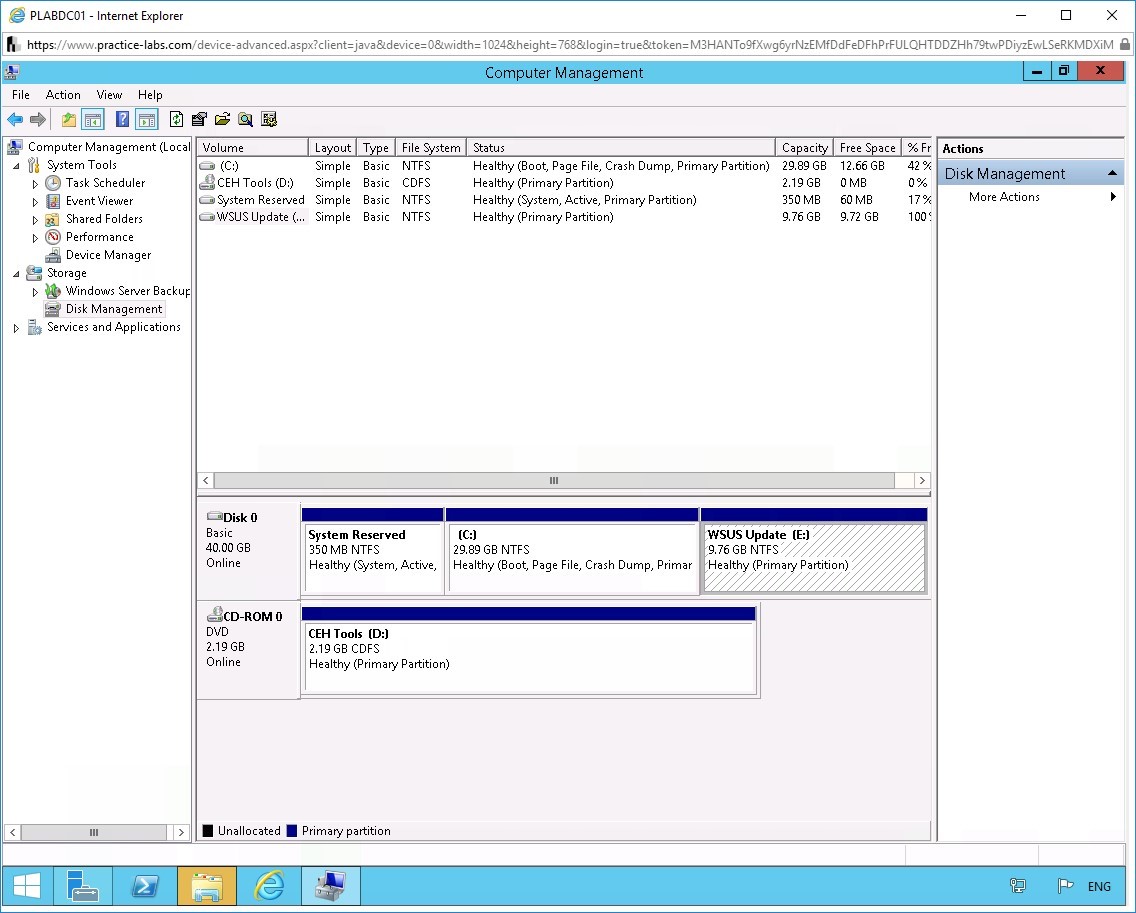 PLABDC01 - Internet Explorer
https://www.practice-labs.com/device-advanced.aspx?client=java&device=0&width=1024&height=768&login=true&token=M3HANTo9fXwg6yrNzEMfDdFeDFhPrFULQHTDDZHh79twPDiyzEwLSeRKMDXiM
Computer Management
File Action View Help
Computer Management (Local
System Tools
Task Scheduler
Event Viewer
Shared Folders
Performance
Device Manager
Storage
Windows Server Backup
Disk Management
Services and Applications
Volume Layout Type File System Status Capacity Free Space % Fr
(C:) Simple Basic NTFS Healthy (Boot, Page File, Crash Dump, Primary Partition) 29.89 GB 12.66 GB 42 %
CEH Tools (D:) Simple Basic CDFS Healthy (Primary Partition) 2.19 GB 0 MB 0 %
System Reserved Simple Basic NTFS Healthy (System, Active, Primary Partition) 350 MB 60 MB 17 %
WSUS Update (... Simple Basic NTFS Healthy (Primary Partition) 9.76 GB 9.72 GB 100 %
Actions
Disk Management
More Actions
Disk 0
Basic
40.00 GB
Online
System Reserved
350 MB NTFS
Healthy (System, Active,
(C:)
29.89 GB NTFS
Healthy (Boot, Page File, Crash Dump, Primar
WSUS Update (E:)
9.76 GB NTFS
Healthy (Primary Partition)
CD-ROM 0
DVD
2.19 GB
Online
CEH Tools (D:)
2.19 GB CDFS
Healthy (Primary Partition)
Unallocated Primary partition
ENG